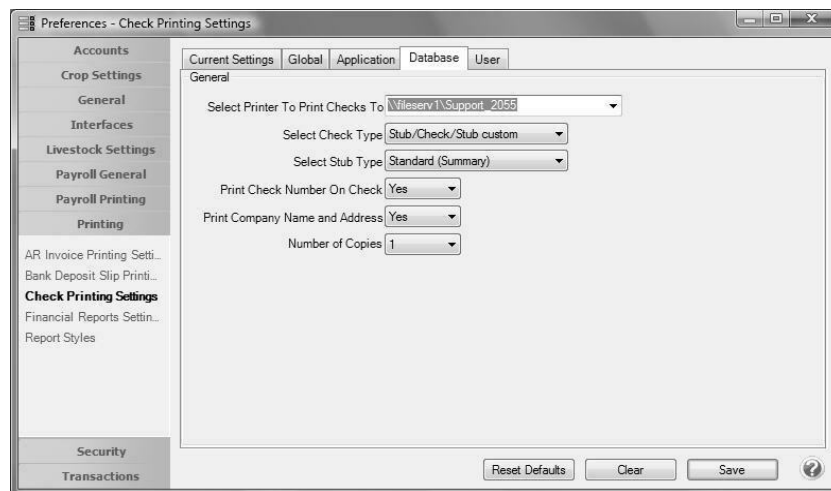 Preferences - Check Printing Settings
Accounts
Crop Settings
General
Interfaces
Livestock Settings
Payroll General
Payroll Printing
Printing
AR Invoice Printing Setti...
Bank Deposit Slip Printi...
Check Printing Settings
Financial Reports Settin...
Report Styles
Security
Transactions
Current Settings Global Application Database User
General
Select Printer To Print Checks To \\fileserv1\Support_2055
Select Check Type Stub/Check/Stub custom
Select Stub Type Standard (Summary)
Print Check Number On Check Yes
Print Company Name and Address Yes
Number of Copies 1
Reset Defaults Clear Save ?